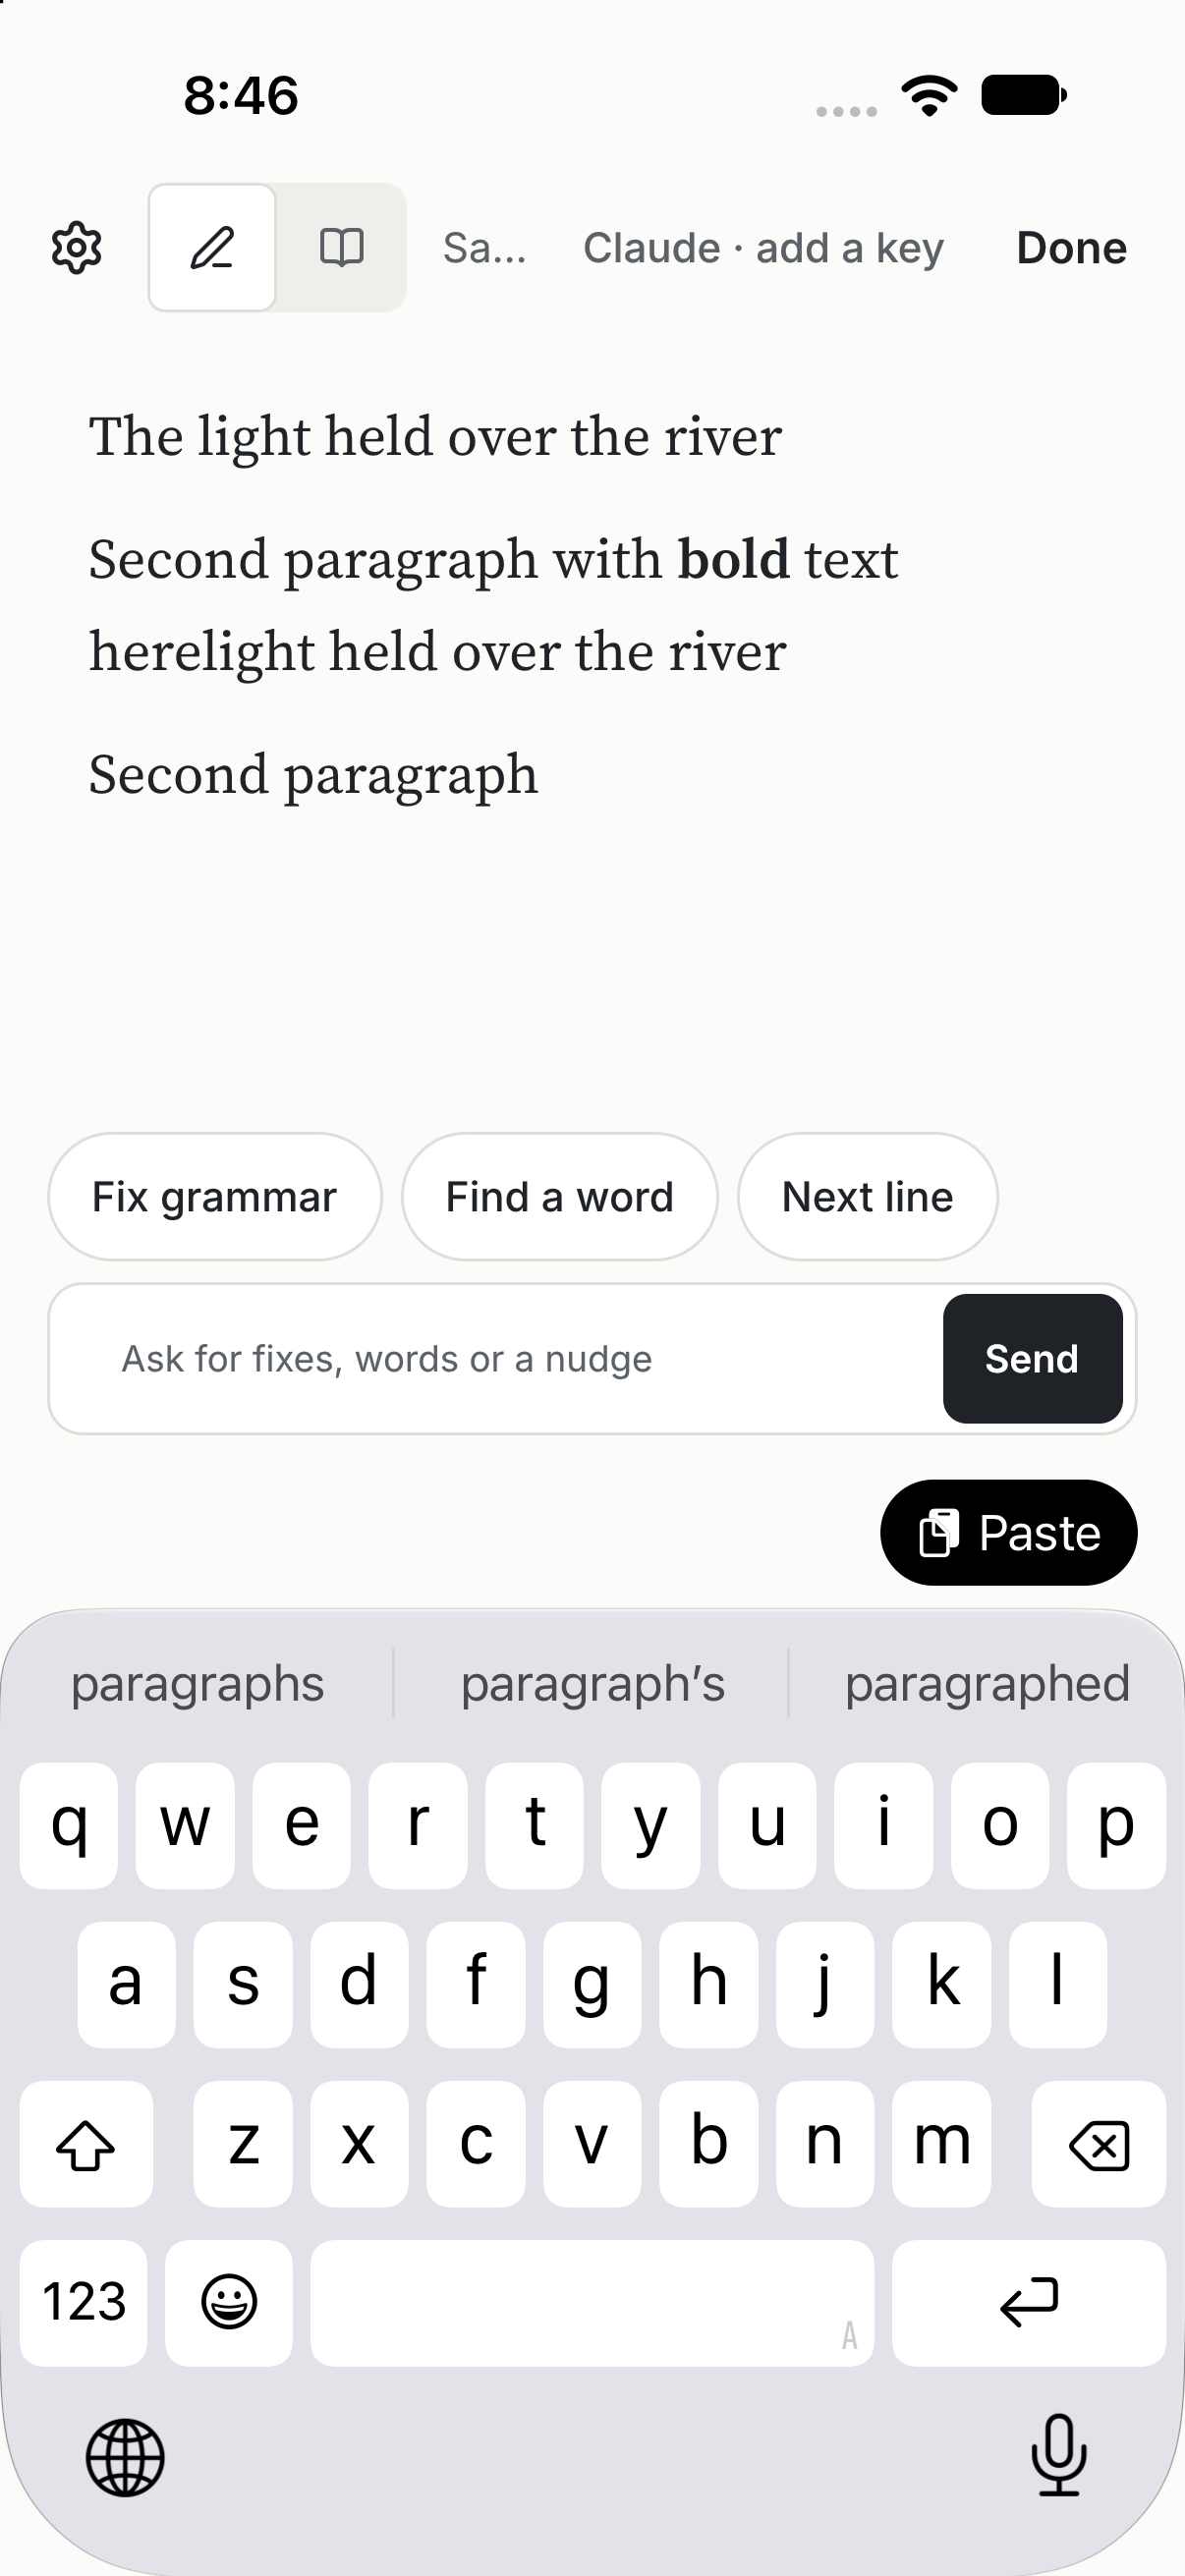 8:46
Sa... Claude · add a key Done
The light held over the river
Second paragraph with bold text
herelight held over the river
Second paragraph
Fix grammar Find a word Next line
Ask for fixes, words or a nudge Send
Paste
paragraphs paragraph’s paragraphed
q w e r t y u i o p
a s d f g h j k l
z x c v b n m
123
A